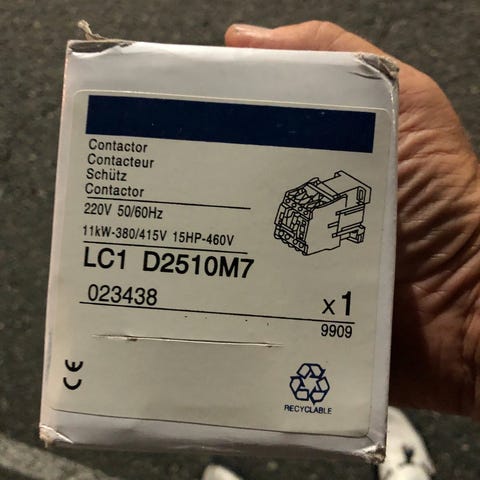 Contactor
Contacteur
Schütz
Contactor
220V 50/60Hz
11kW-380/415V 15HP-460V
LC1 D2510M7
023438
x1
9909
CE
RECYCLABLE